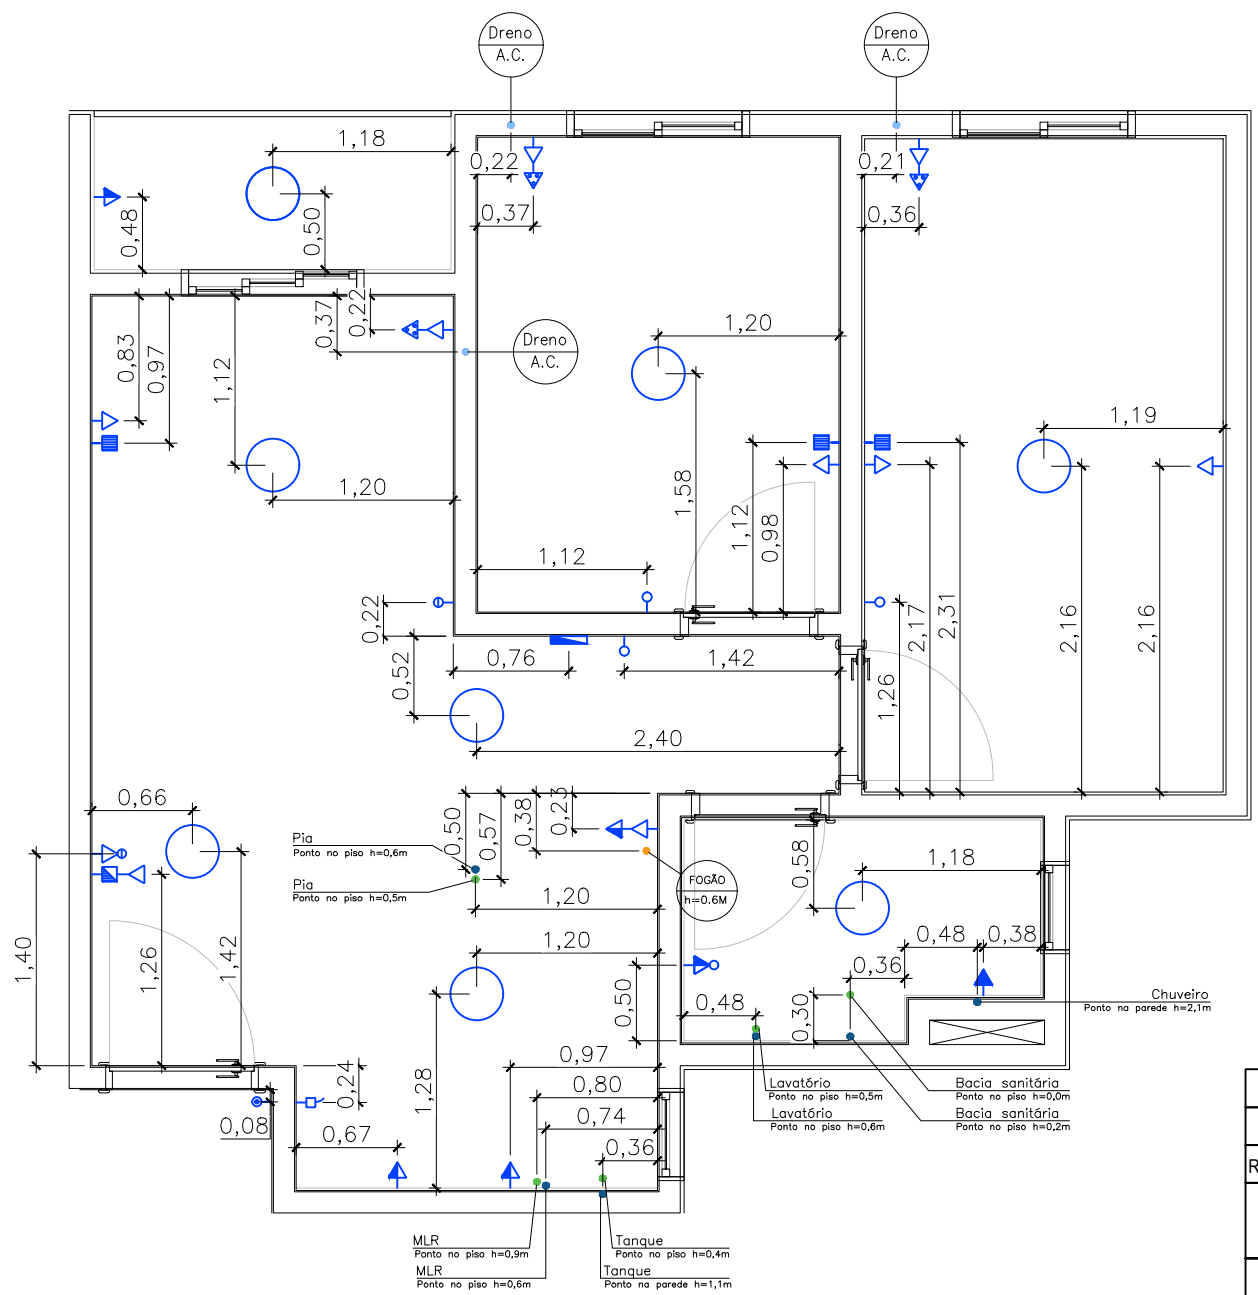 Dreno
A.C.
Dreno
A.C.
1,18
0,22
0,21
0,48
0,50
0,37
0,36
0,83
0,97
1,12
0,37
0,22
Dreno
A.C.
1,20
1,20
1,19
1,58
1,12
0,98
1,12
2,17
2,31
2,16
2,16
1,26
0,22
0,52
0,76
1,42
2,40
0,66
0,50
0,57
0,38
0,23
Pia
Ponto no piso h=0,6m
Pia
Ponto no piso h=0,5m
FOGÃO
h=0.6M
0,58
1,18
1,20
1,40
1,26
1,42
1,20
0,48
0,38
0,36
0,50
0,48
0,30
Chuveiro
Ponto na parede h=2,1m
0,97
0,80
0,74
0,36
1,28
0,24
0,08
0,67
Lavatório
Ponto no piso h=0,5m
Lavatório
Ponto no piso h=0,6m
Bacia sanitária
Ponto no piso h=0,0m
Bacia sanitária
Ponto no piso h=0,2m
R
MLR
Ponto no piso h=0,9m
MLR
Ponto no piso h=0,6m
Tanque
Ponto no piso h=0,4m
Tanque
Ponto na parede h=1,1m